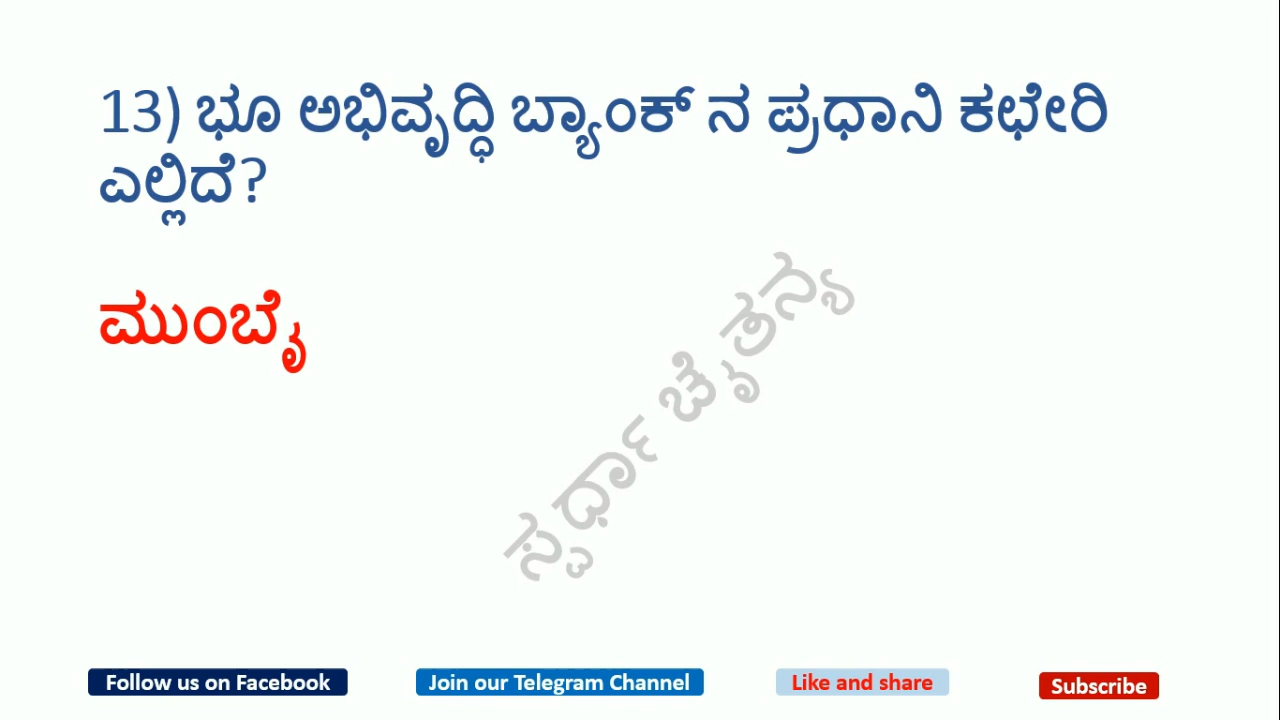 13) ಭೂ ಅಭಿವೃದ್ಧಿ ಬ್ಯಾಂಕ್ ನ ಪ್ರಧಾನಿ ಕಛೇರಿ
ಎಲ್ಲಿದೆ?
ಮುಂಬೈ
ಸ್ಪರ್ಧಾ ಚೈತನ್ಯ
Follow us on Facebook
Join our Telegram Channel
Like and share
Subscribe